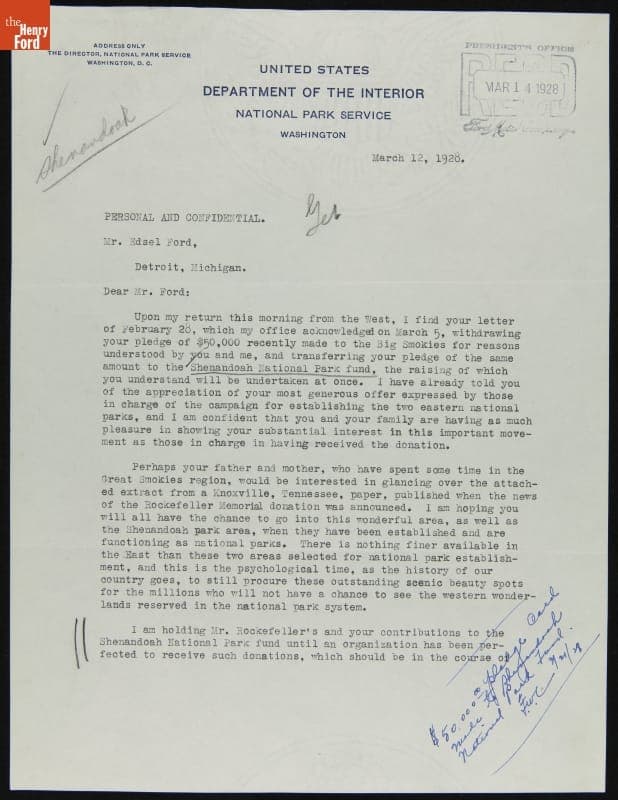 the
Henry
Ford
ADDRESS ONLY
THE DIRECTOR, NATIONAL PARK SERVICE
WASHINGTON, D. C.
UNITED STATES
DEPARTMENT OF THE INTERIOR
NATIONAL PARK SERVICE
WASHINGTON
PRESIDENT'S OFFICE
MAR 14 1928
Shenandoah
March 12, 1928.
PERSONAL AND CONFIDENTIAL.
Mr. Edsel Ford,
Detroit, Michigan.
Dear Mr. Ford:
Upon my return this morning from the West, I find your letter
of February 28, which my office acknowledged on March 5, withdrawing
your pledge of $50,000 recently made to the Big Smokies for reasons
understood by you and me, and transferring your pledge of the same
amount to the Shenandoah National Park fund, the raising of which
you understand will be undertaken at once. I have already told you
of the appreciation of your most generous offer expressed by those
in charge of the campaign for establishing the two eastern national
parks, and I am confident that you and your family are having as much
pleasure in showing your substantial interest in this important move-
ment as those in charge in having received the donation.
Perhaps your father and mother, who have spent some time in the
Great Smokies region, would be interested in glancing over the attach-
ed extract from a Knoxville, Tennessee, paper, published when the news
of the Rockefeller Memorial donation was announced. I am hoping you
will all have the chance to go into this wonderful area, as well as
the Shenandoah park area, when they have been established and are
functioning as national parks. There is nothing finer available in
the East than these two areas selected for national park establish-
ment, and this is the psychological time, as the history of our
country goes, to still procure these outstanding scenic beauty spots
for the millions who will not have a chance to see the western wonder-
lands reserved in the national park system.
I am holding Mr. Rockefeller's and your contributions to the
Shenandoah National Park fund until an organization has been per-
fected to receive such donations, which should be in the course of
$50,000.00 pledge card
made to Shenandoah
National Park Fund.